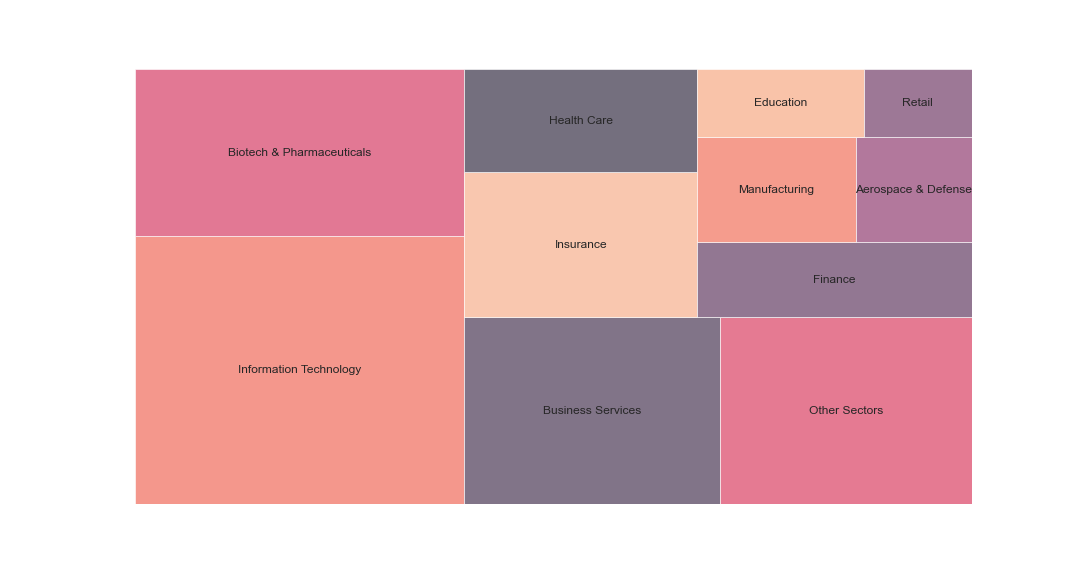 Biotech & Pharmaceuticals
Information Technology
Health Care
Insurance
Business Services
Education
Retail
Manufacturing
Aerospace & Defense
Finance
Other Sectors